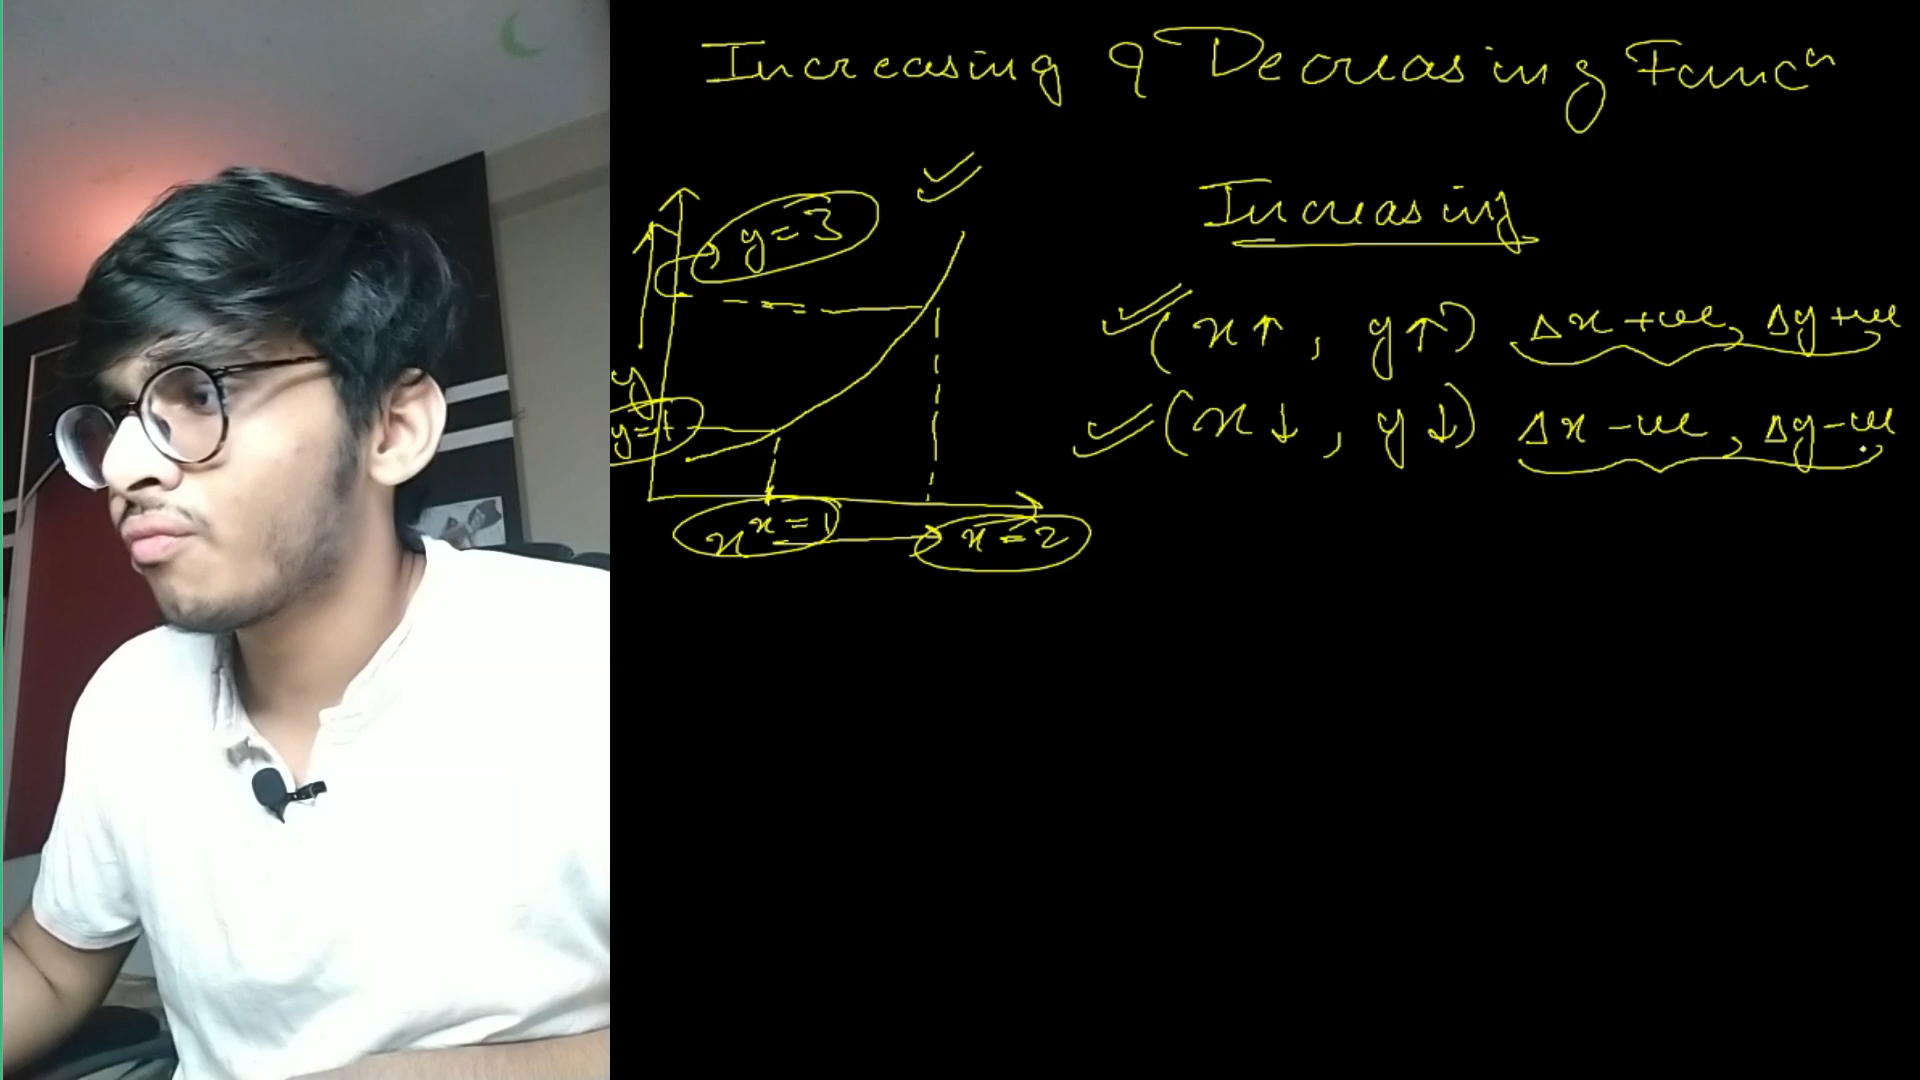 Increasing & Decreasing Funcⁿ
Increasing
y=3
(x↑, y↑) Δx +ve, Δy +ve
y
y=1
(x↓, y↓) Δx -ve, Δy -ve
x x=1
x=2